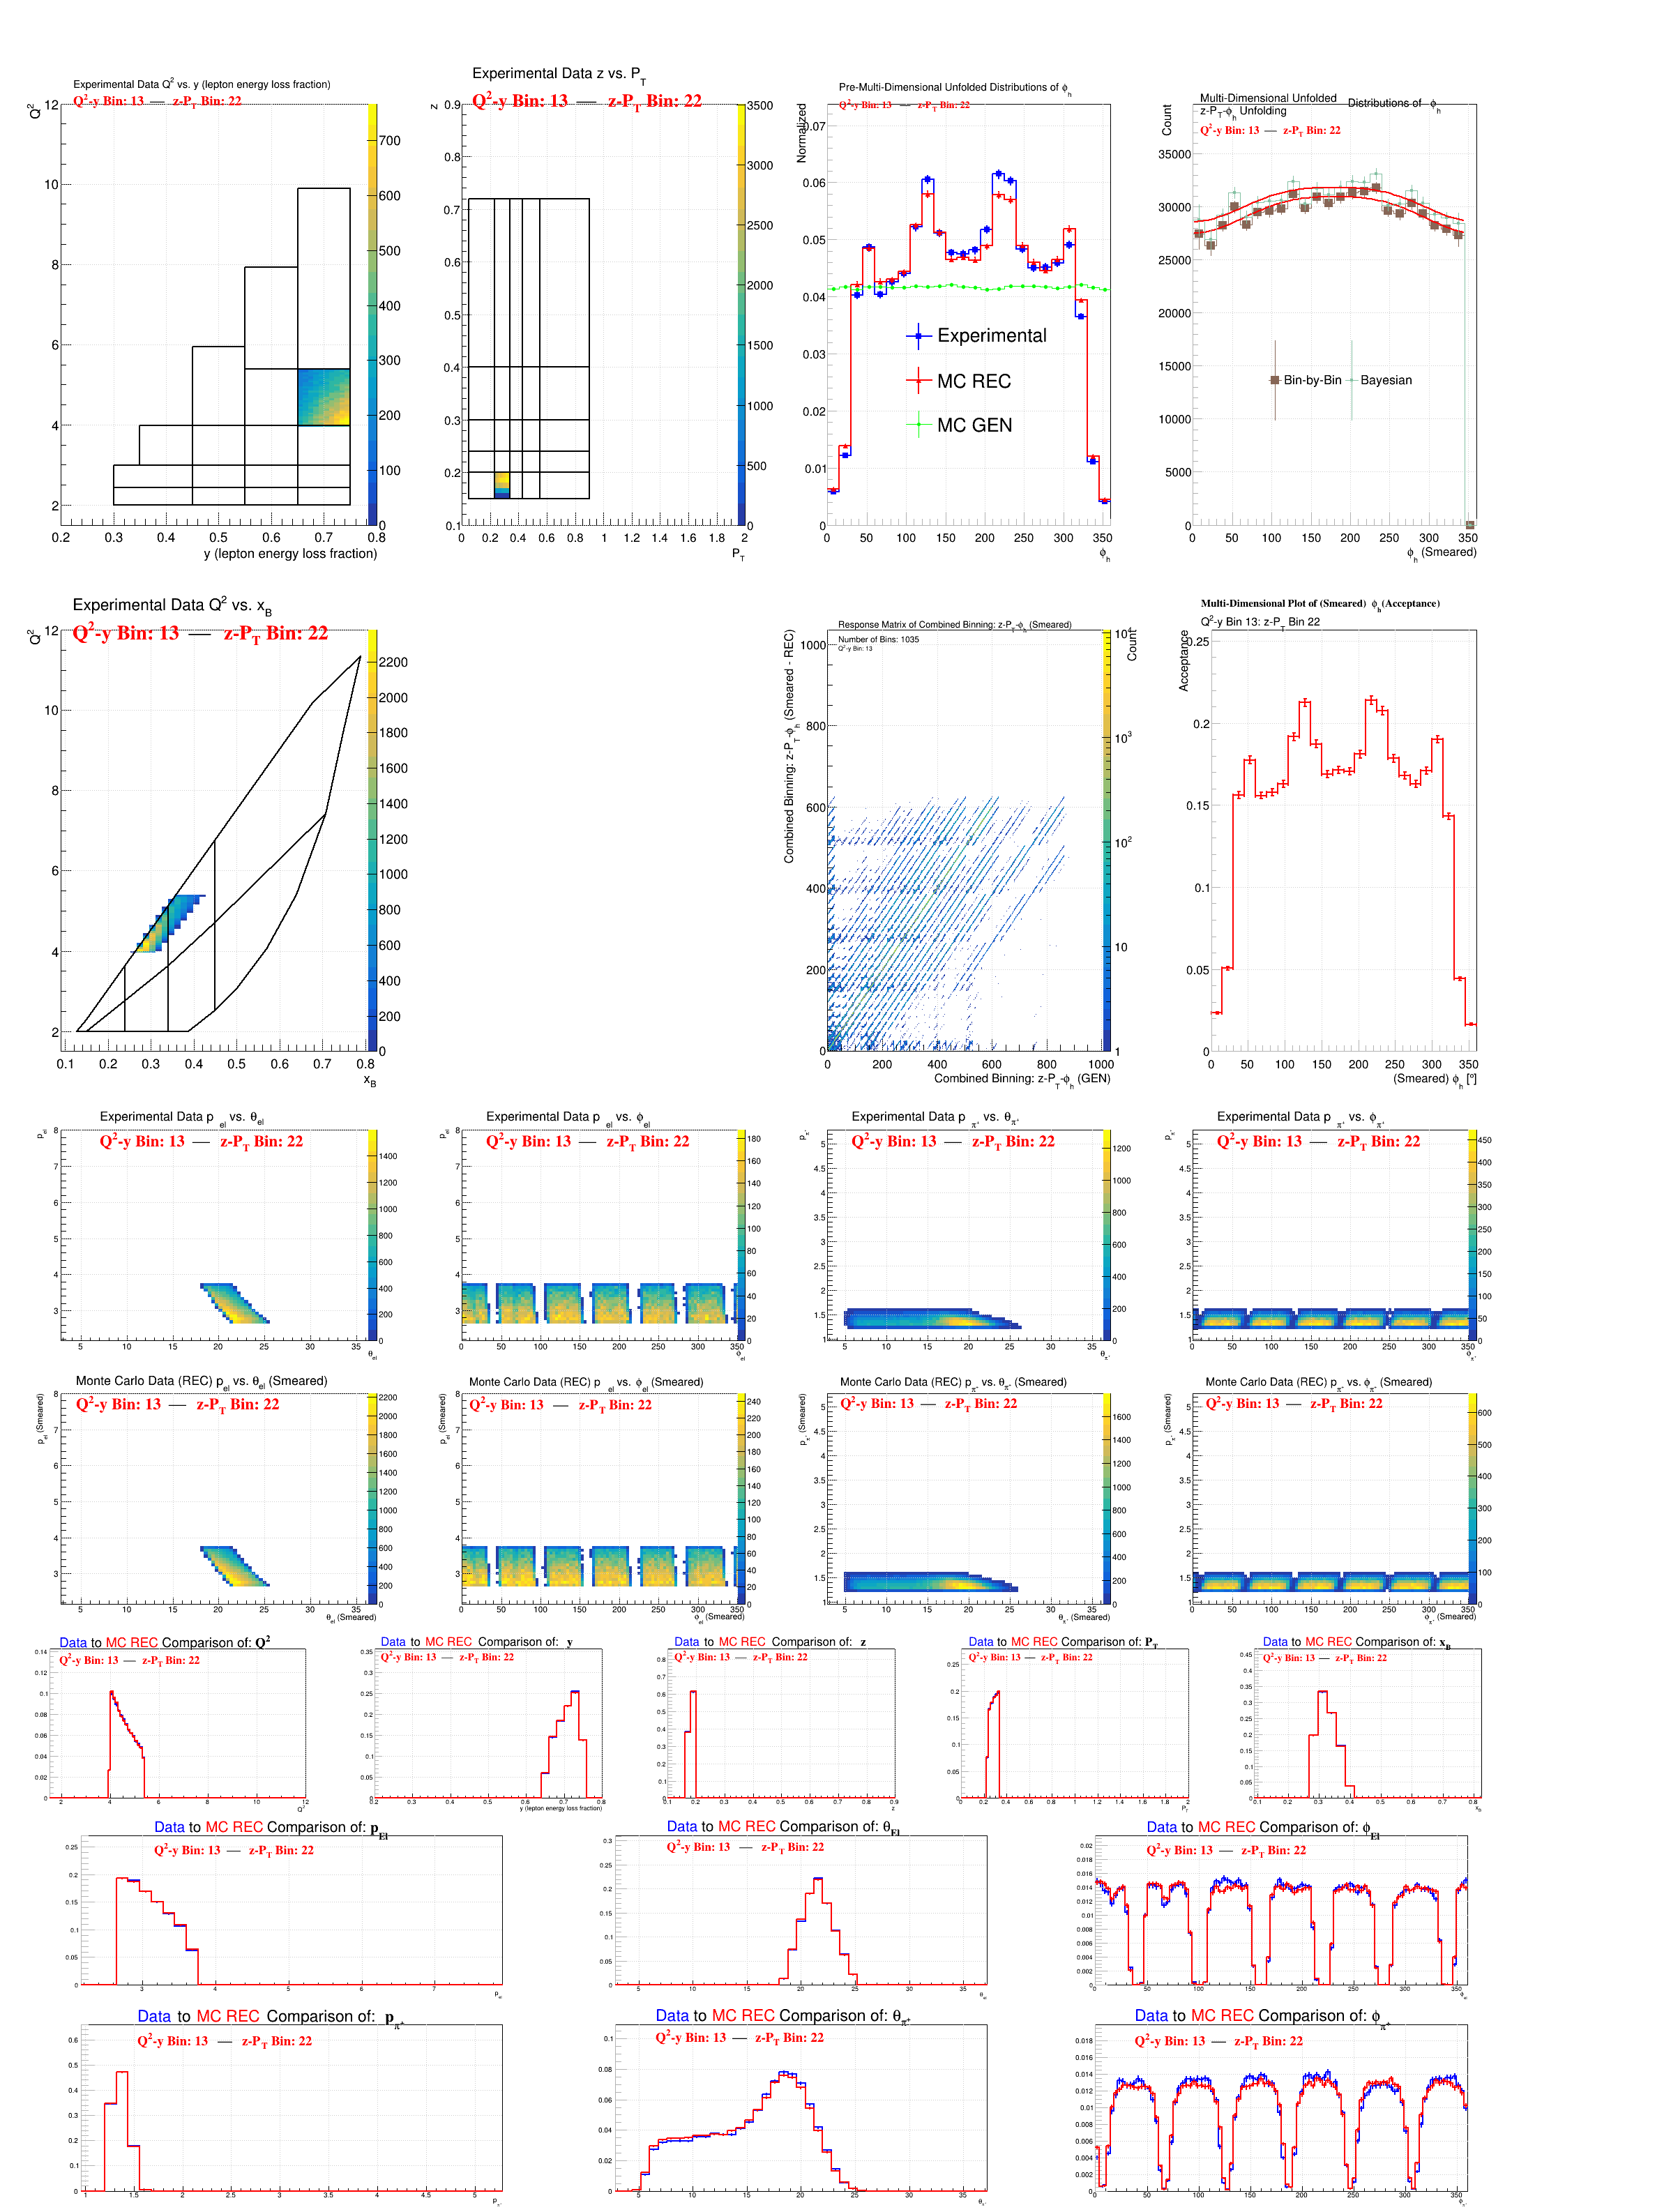 Experimental Data Q² vs. y (lepton energy loss fraction)
Q²-y Bin: 13 — z-P_T Bin: 22
Q²
y (lepton energy loss fraction)
Experimental Data z vs. P_T
Q²-y Bin: 13 — z-P_T Bin: 22
z
P_T
Pre-Multi-Dimensional Unfolded Distributions of ϕ_h
Q²-y Bin: 13 — z-P_T Bin: 22
Normalized
Experimental
MC REC
MC GEN
ϕ_h
Multi-Dimensional Unfolded Distributions of ϕ_h
z-P_T-ϕ_h Unfolding
Q²-y Bin: 13 — z-P_T Bin: 22
Count
Bin-by-Bin
Bayesian
ϕ_h (Smeared)
Experimental Data Q² vs. x_B
Q²-y Bin: 13 — z-P_T Bin: 22
Q²
x_B
Response Matrix of Combined Binning: z-P_T-ϕ_h (Smeared)
Number of Bins: 1035
Q²-y Bin: 13
Combined Binning: z-P_T-ϕ_h (Smeared - REC)
Count
Combined Binning: z-P_T-ϕ_h (GEN)
Multi-Dimensional Plot of (Smeared) ϕ_h (Acceptance)
Q²-y Bin 13: z-P_T Bin 22
Acceptance
(Smeared) ϕ_h [°]
Experimental Data p_el vs. θ_el
Q²-y Bin: 13 — z-P_T Bin: 22
Experimental Data p_el vs. ϕ_el
Q²-y Bin: 13 — z-P_T Bin: 22
Experimental Data p_π⁺ vs. θ_π⁺
Q²-y Bin: 13 — z-P_T Bin: 22
Experimental Data p_π⁺ vs. ϕ_π⁺
Q²-y Bin: 13 — z-P_T Bin: 22
Monte Carlo Data (REC) p_el vs. θ_el (Smeared)
Q²-y Bin: 13 — z-P_T Bin: 22
Monte Carlo Data (REC) p_el vs. ϕ_el (Smeared)
Q²-y Bin: 13 — z-P_T Bin: 22
Monte Carlo Data (REC) p_π⁺ vs. θ_π⁺ (Smeared)
Q²-y Bin: 13 — z-P_T Bin: 22
Monte Carlo Data (REC) p_π⁺ vs. ϕ_π⁺ (Smeared)
Q²-y Bin: 13 — z-P_T Bin: 22
Data to MC REC Comparison of: Q²
Q²-y Bin: 13 — z-P_T Bin: 22
Data to MC REC Comparison of: y
Q²-y Bin: 13 — z-P_T Bin: 22
y (lepton energy loss fraction)
Data to MC REC Comparison of: z
Q²-y Bin: 13 — z-P_T Bin: 22
Data to MC REC Comparison of: P_T
Q²-y Bin: 13 — z-P_T Bin: 22
Data to MC REC Comparison of: x_B
Q²-y Bin: 13 — z-P_T Bin: 22
Data to MC REC Comparison of: p_El
Q²-y Bin: 13 — z-P_T Bin: 22
Data to MC REC Comparison of: θ_El
Q²-y Bin: 13 — z-P_T Bin: 22
Data to MC REC Comparison of: ϕ_El
Q²-y Bin: 13 — z-P_T Bin: 22
Data to MC REC Comparison of: p_π⁺
Q²-y Bin: 13 — z-P_T Bin: 22
Data to MC REC Comparison of: θ_π⁺
Q²-y Bin: 13 — z-P_T Bin: 22
Data to MC REC Comparison of: ϕ_π⁺
Q²-y Bin: 13 — z-P_T Bin: 22